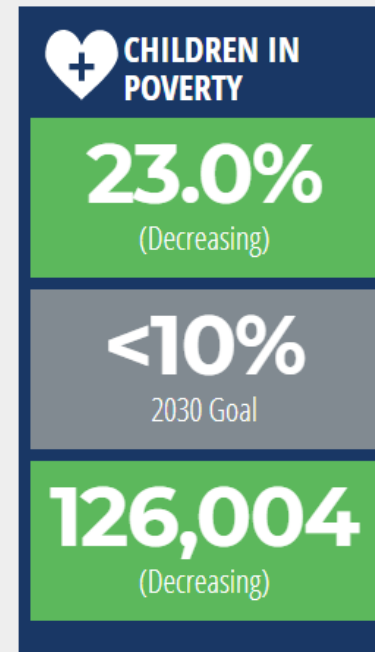 CHILDREN IN
POVERTY
23.0%
(Decreasing)
<10%
2030 Goal
126,004
(Decreasing)